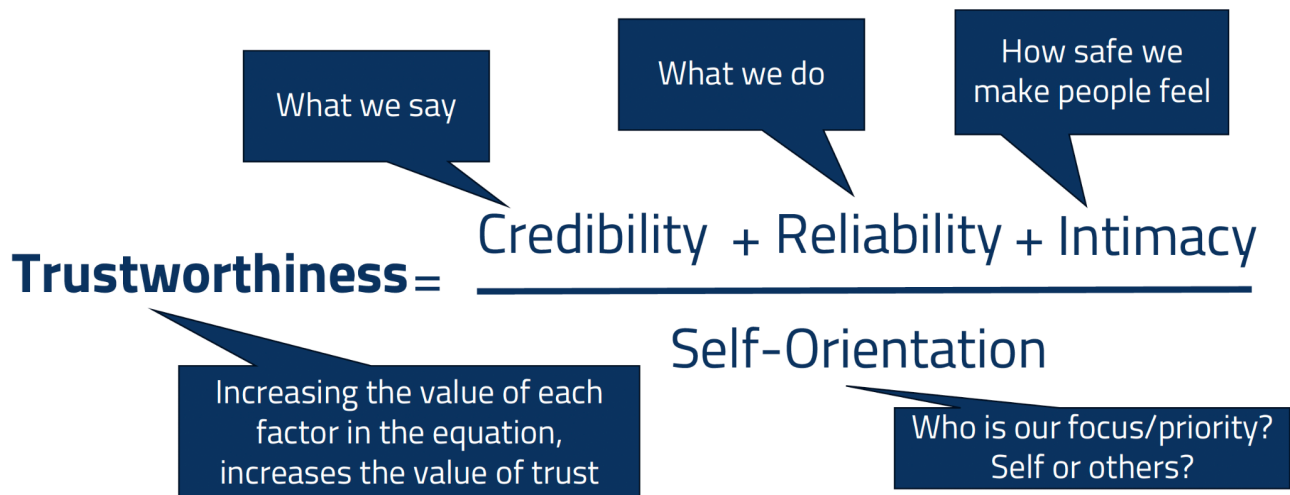 What we say
What we do
How safe we
make people feel
Trustworthiness =
Credibility + Reliability + Intimacy
Self-Orientation
Increasing the value of each
factor in the equation,
increases the value of trust
Who is our focus/priority?
Self or others?